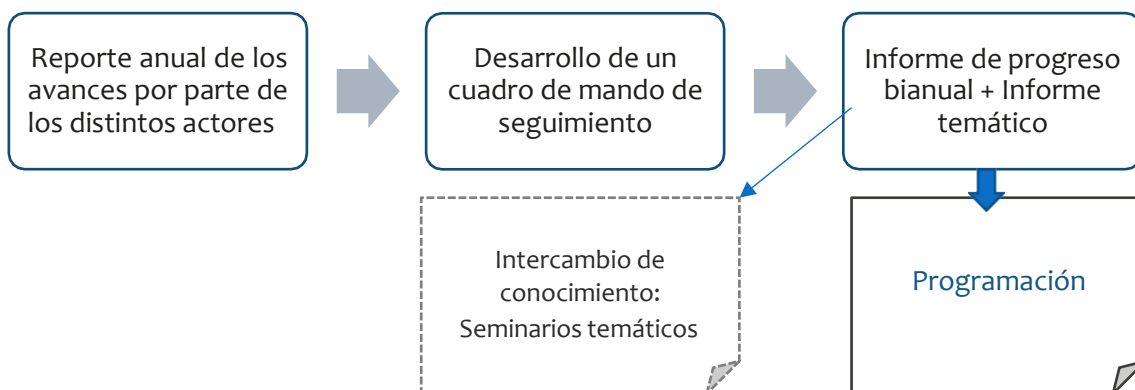 Reporte anual de los
avances por parte de
los distintos actores
Desarrollo de un
cuadro de mando de
seguimiento
Informe de progreso
bianual + Informe
temático
Intercambio de
conocimiento:
Seminarios temáticos
Programación